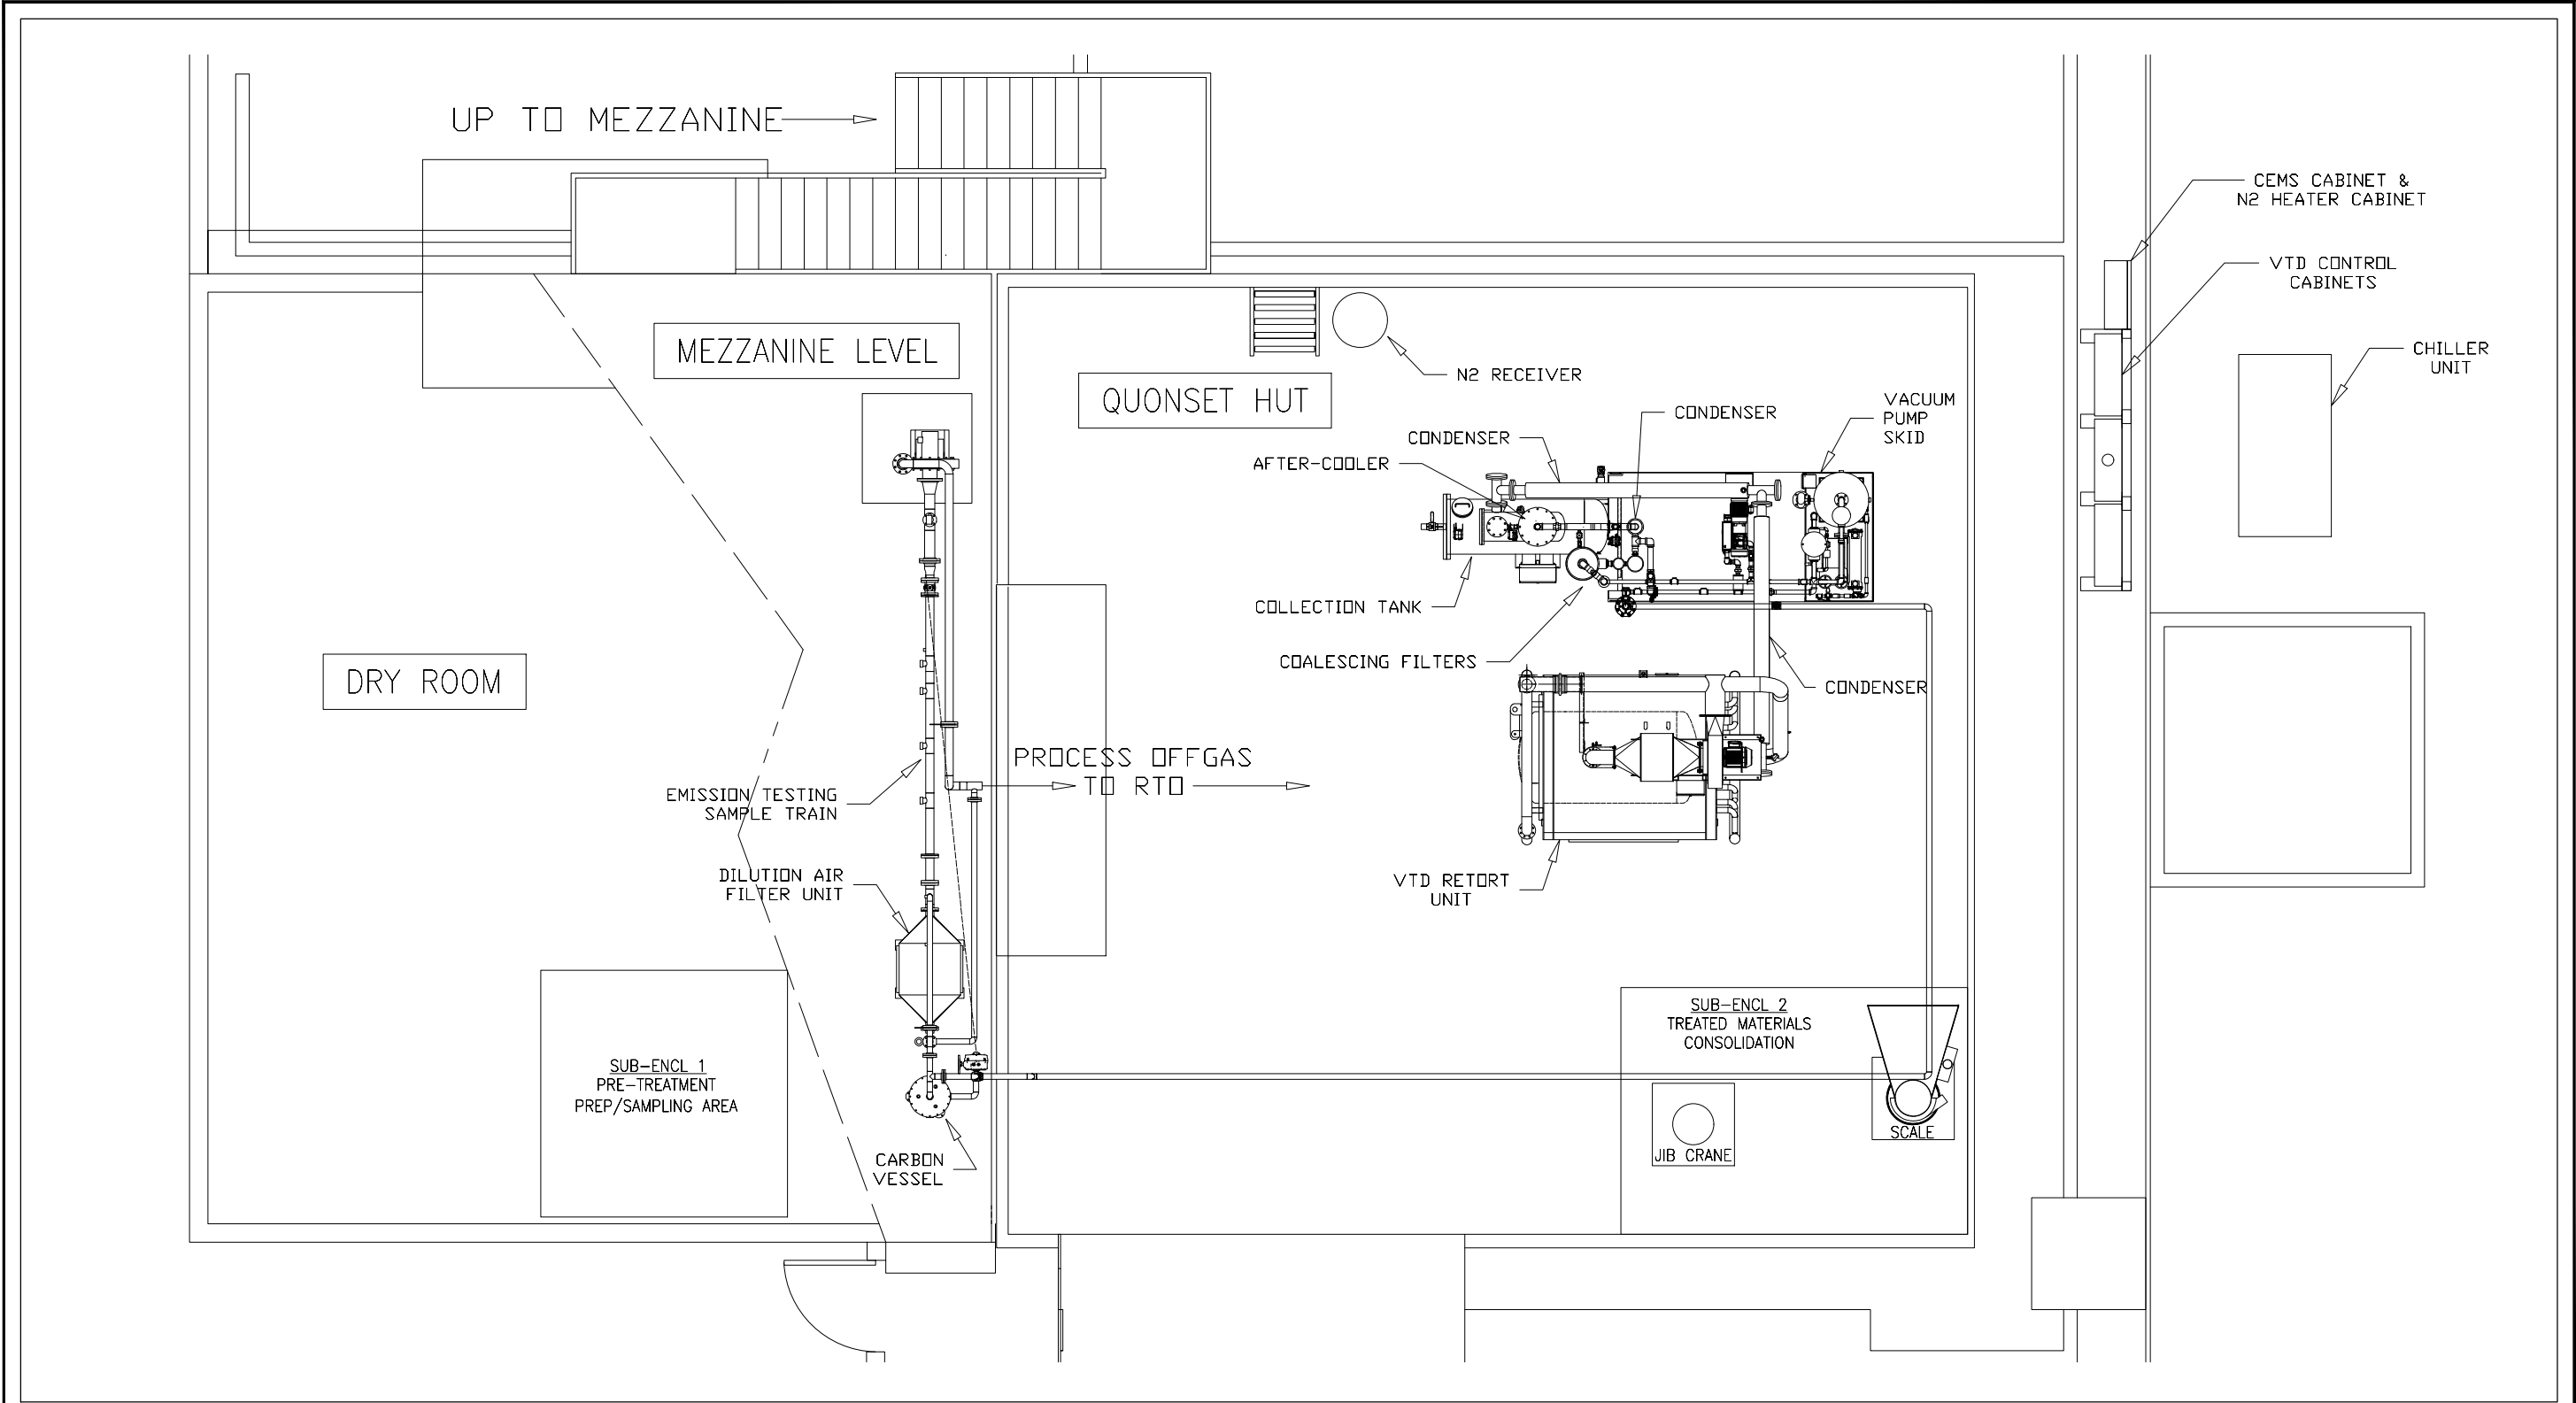 UP TO MEZZANINE
CEMS CABINET &
N2 HEATER CABINET
VTD CONTROL
CABINETS
CHILLER
UNIT
MEZZANINE LEVEL
QUONSET HUT
N2 RECEIVER
CONDENSER
VACUUM
PUMP
SKID
CONDENSER
AFTER-COOLER
COLLECTION TANK
COALESCING FILTERS
CONDENSER
DRY ROOM
PROCESS OFFGAS
TO RTO
EMISSION TESTING
SAMPLE TRAIN
DILUTION AIR
FILTER UNIT
VTD RETORT
UNIT
SUB-ENCL 1
PRE-TREATMENT
PREP/SAMPLING AREA
CARBON
VESSEL
SUB-ENCL 2
TREATED MATERIALS
CONSOLIDATION
SCALE
JIB CRANE